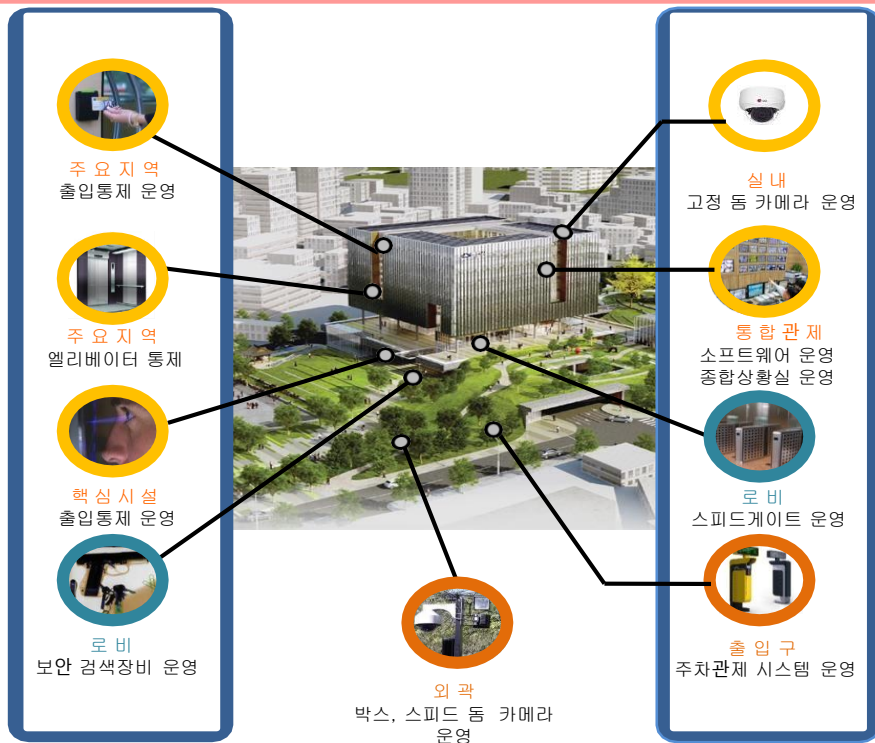 주요지역
출입통제 운영
주요지역
엘리베이터 통제
핵심시설
출입통제 운영
로비
보안 검색장비 운영
외곽
박스, 스피드 돔 카메라
운영
실내
고정 돔 카메라 운영
통합관제
소프트웨어 운영
종합상황실 운영
로비
스피드게이트 운영
출입구
주차관제 시스템 운영